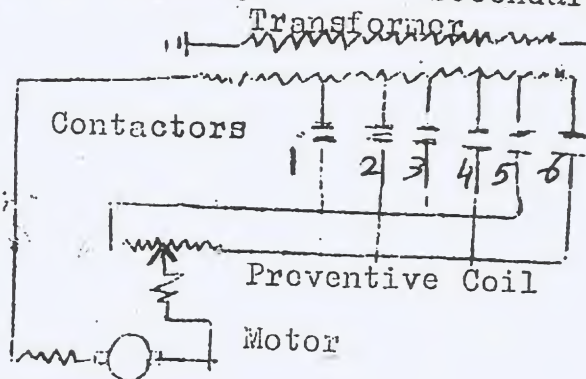 Transformer
Contactors
1 2 3 4 5 6
Preventive Coil
Motor